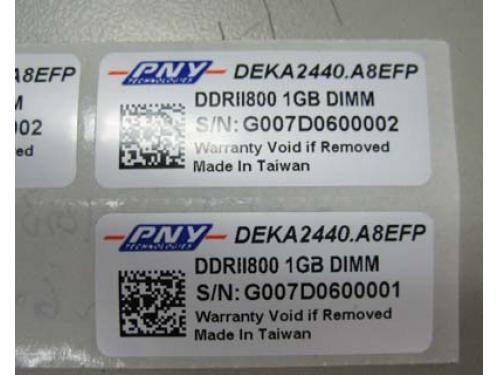 A8EFP
002
ed
PNY TECHNOLOGIES DEKA2440.A8EFP
DDRII800 1GB DIMM
S/N: G007D0600002
Warranty Void if Removed
Made In Taiwan
PNY TECHNOLOGIES DEKA2440.A8EFP
DDRII800 1GB DIMM
S/N: G007D0600001
Warranty Void if Removed
Made In Taiwan